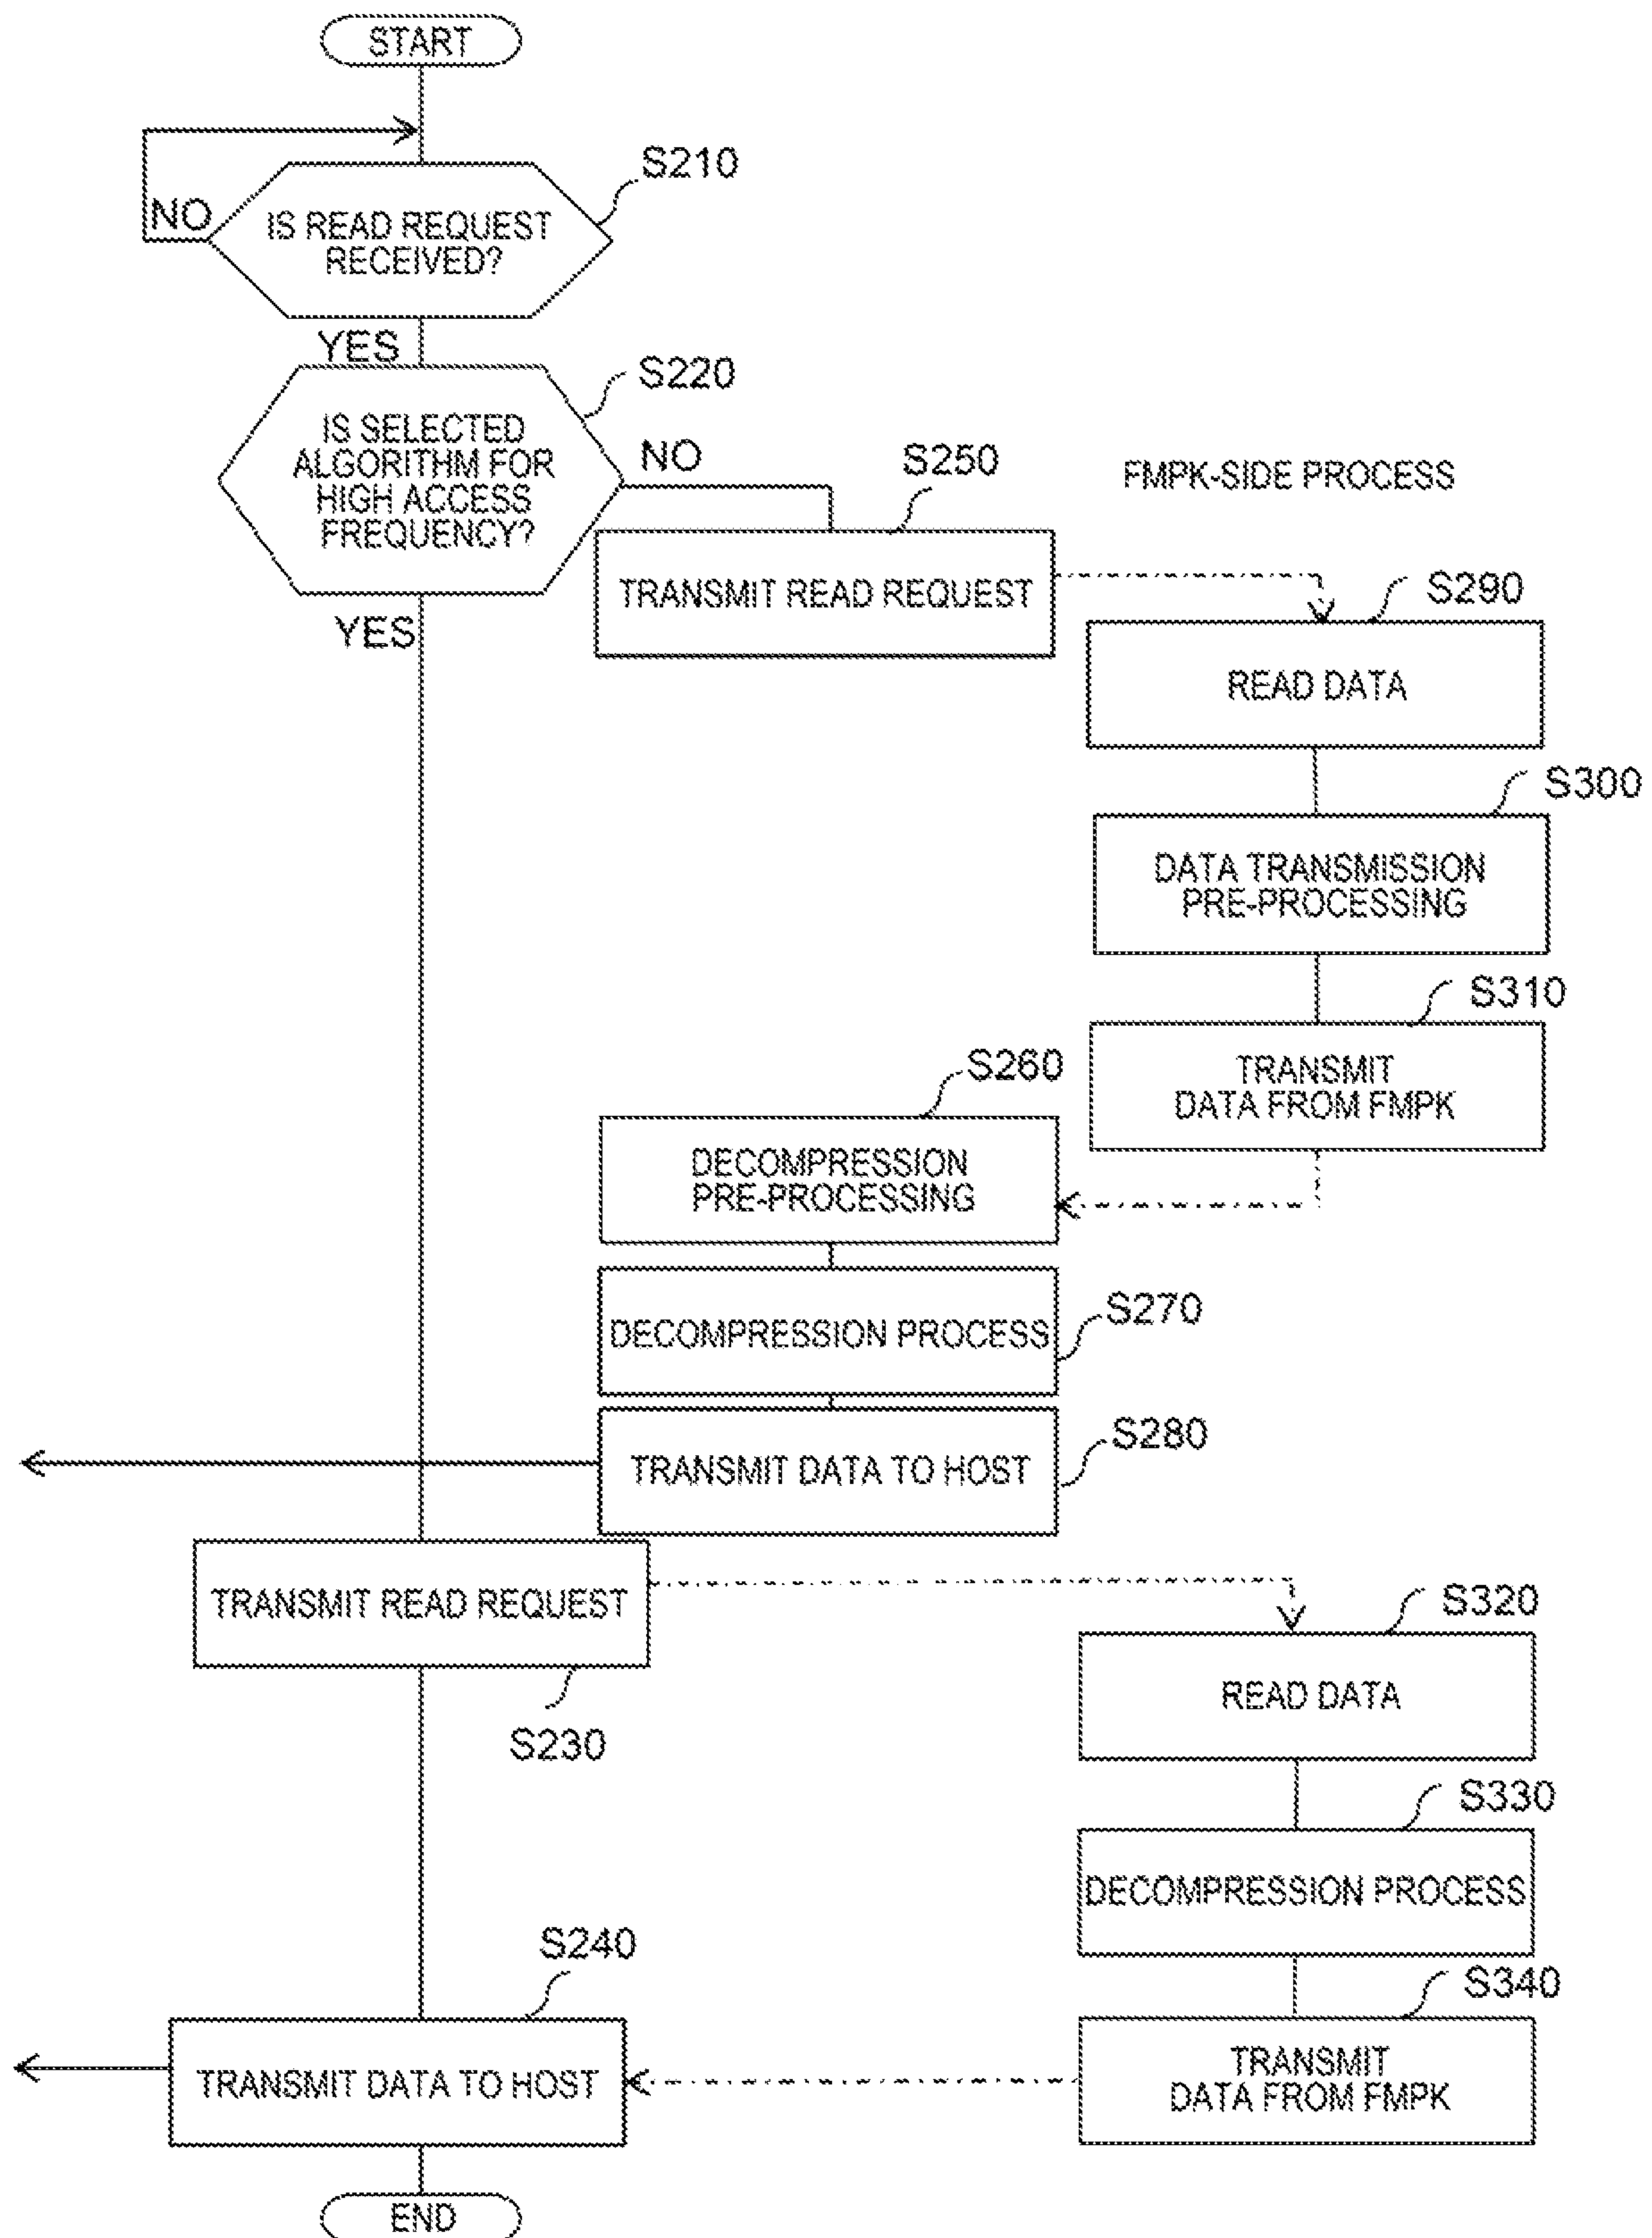 START
S210
NO
IS READ REQUEST
RECEIVED?
YES
S220
IS SELECTED
ALGORITHM FOR
HIGH ACCESS
FREQUENCY?
NO
S250
FMPK-SIDE PROCESS
TRANSMIT READ REQUEST
S290
YES
READ DATA
S300
DATA TRANSMISSION
PRE-PROCESSING
S310
TRANSMIT
DATA FROM FMPK
S260
DECOMPRESSION
PRE-PROCESSING
S270
DECOMPRESSION PROCESS
S280
TRANSMIT DATA TO HOST
TRANSMIT READ REQUEST
S320
READ DATA
S230
S330
DECOMPRESSION PROCESS
S240
S340
TRANSMIT DATA TO HOST
TRANSMIT
DATA FROM FMPK
END